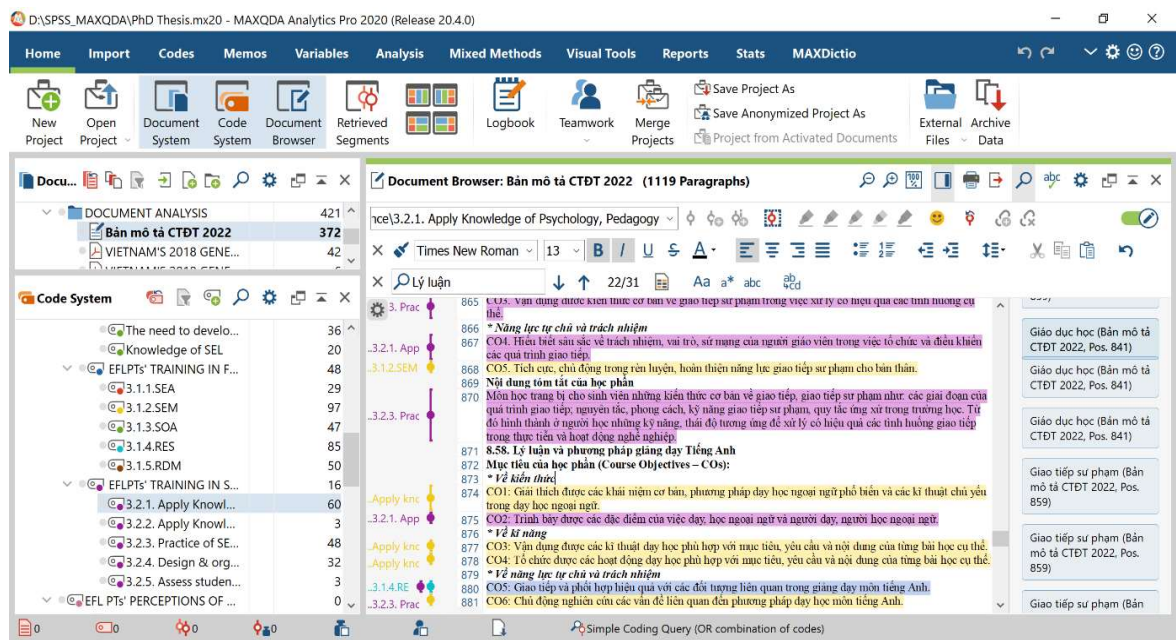 D:\SPSS_MAXQDA\PhD Thesis.mx20 - MAXQDA Analytics Pro 2020 (Release 20.4.0)
Home Import Codes Memos Variables Analysis Mixed Methods Visual Tools Reports Stats MAXDictio
New Project
Open Project
Document System
Code System
Document Browser
Retrieved Segments
Logbook
Teamwork
Merge Projects
Save Project As
Save Anonymized Project As
Project from Activated Documents
External Files
Archive Data
Docu...
DOCUMENT ANALYSIS 421
Bản mô tả CTĐT 2022 372
VIETNAM'S 2018 GENE... 42
Code System
The need to develo... 36
Knowledge of SEL 20
EFLPTs' TRAINING IN F... 48
3.1.1.SEA 29
3.1.2.SEM 97
3.1.3.SOA 47
3.1.4.RES 85
3.1.5.RDM 50
EFLPTs' TRAINING IN S... 16
3.2.1. Apply Knowl... 60
3.2.2. Apply Knowl... 3
3.2.3. Practice of SE... 48
3.2.4. Design & org... 32
3.2.5. Assess studen... 3
EFL PTs' PERCEPTIONS OF ... 0
Document Browser: Bản mô tả CTĐT 2022 (1119 Paragraphs)
100%
abc
nce\3.2.1. Apply Knowledge of Psychology, Pedagogy
Times New Roman 13 B I U S A
Lý luận 22/31 Aa a* abc
3. Prac
..3.2.1. App
..3.1.2.SEM
..3.2.3. Prac
..Apply knc
..3.2.1. App
..Apply knc
..Apply knc
..3.1.4.RE
..3.2.3. Prac
865 CO3. Vận dụng được kiến thức cơ bản về giao tiếp sư phạm trong việc xử lý có hiệu quả các tình huống cụ
thể.
866 * Năng lực tự chủ và trách nhiệm
867 CO4. Hiểu biết sâu sắc về trách nhiệm, vai trò, sứ mạng của người giáo viên trong việc tổ chức và điều khiển
các quá trình giao tiếp.
868 CO5. Tích cực, chủ động trong rèn luyện, hoàn thiện năng lực giao tiếp sư phạm cho bản thân.
869 Nội dung tóm tắt của học phần
870 Môn học trang bị cho sinh viên những kiến thức cơ bản về giao tiếp, giao tiếp sư phạm như: các giai đoạn của
quá trình giao tiếp; nguyên tắc, phong cách, kỹ năng giao tiếp sư phạm, quy tắc ứng xử trong trường học. Từ
đó hình thành ở người học những kỹ năng, thái độ tương ứng để xử lý có hiệu quả các tình huống giao tiếp
trong thực tiễn và hoạt động nghề nghiệp.
871 8.58. Lý luận và phương pháp giảng dạy Tiếng Anh
872 Mục tiêu của học phần (Course Objectives – COs):
873 * Về kiến thức
874 CO1: Giải thích được các khái niệm cơ bản, phương pháp dạy học ngoại ngữ phổ biến và các kĩ thuật chủ yếu
trong dạy học ngoại ngữ.
875 CO2: Trình bày được các đặc điểm của việc dạy, học ngoại ngữ và người dạy, người học ngoại ngữ.
876 * Về kĩ năng
877 CO3: Vận dụng được các kĩ thuật dạy học phù hợp với mục tiêu, yêu cầu và nội dung của từng bài học cụ thể.
878 CO4: Tổ chức được các hoạt động dạy học phù hợp với mục tiêu, yêu cầu và nội dung của từng bài học cụ thể.
879 * Về năng lực tự chủ và trách nhiệm
880 CO5: Giao tiếp và phối hợp hiệu quả với các đối tượng liên quan trong giảng dạy môn tiếng Anh.
881 CO6: Chủ động nghiên cứu các vấn đề liên quan đến phương pháp dạy học môn tiếng Anh.
Giáo dục học (Bản mô tả
CTĐT 2022, Pos. 841)
Giáo dục học (Bản mô tả
CTĐT 2022, Pos. 841)
Giáo dục học (Bản mô tả
CTĐT 2022, Pos. 841)
Giao tiếp sư phạm (Bản
mô tả CTĐT 2022, Pos.
859)
Giao tiếp sư phạm (Bản
mô tả CTĐT 2022, Pos.
859)
Giao tiếp sư phạm (Bản
0 0 0 0
Simple Coding Query (OR combination of codes)